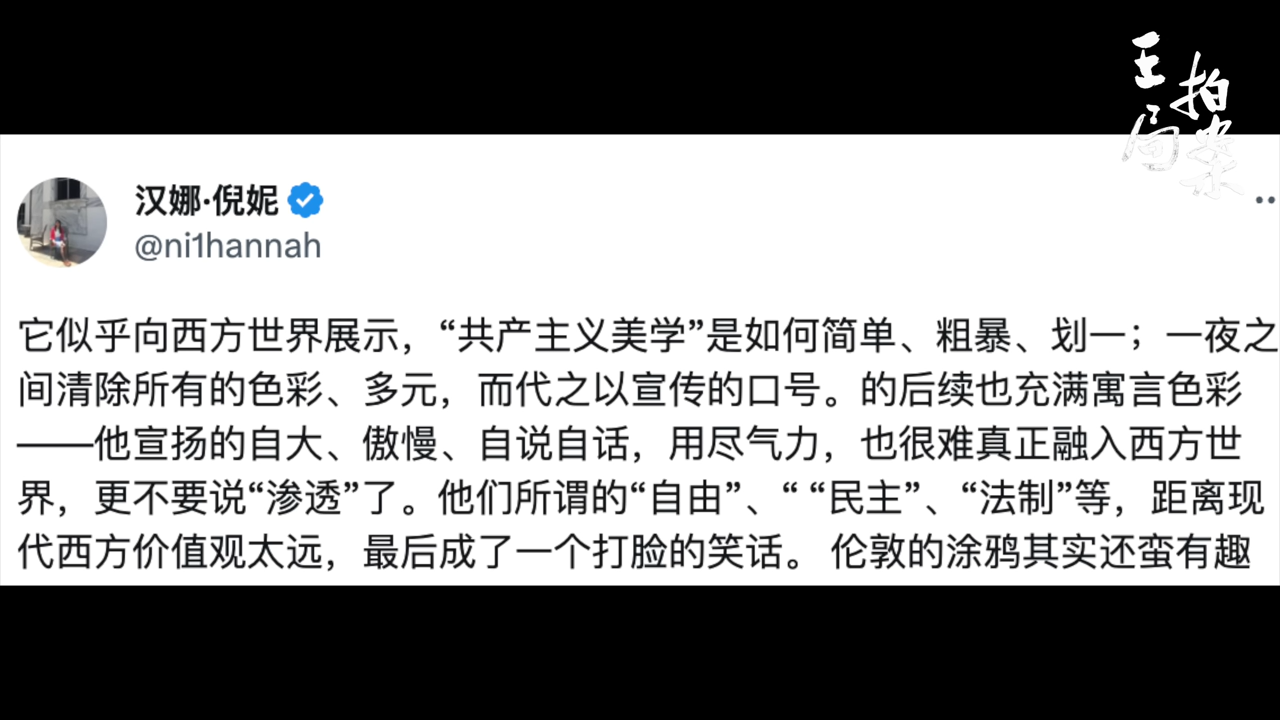 王局
拍案
汉娜·倪妮
@ni1hannah
它似乎向西方世界展示，“共产主义美学”是如何简单、粗暴、划一；一夜之
间清除所有的色彩、多元，而代之以宣传的口号。的后续也充满寓言色彩
——他宣扬的自大、傲慢、自说自话，用尽气力，也很难真正融入西方世
界，更不要说“渗透”了。他们所谓的“自由”、“ “民主”、“法制”等，距离现
代西方价值观太远，最后成了一个打脸的笑话。 伦敦的涂鸦其实还蛮有趣